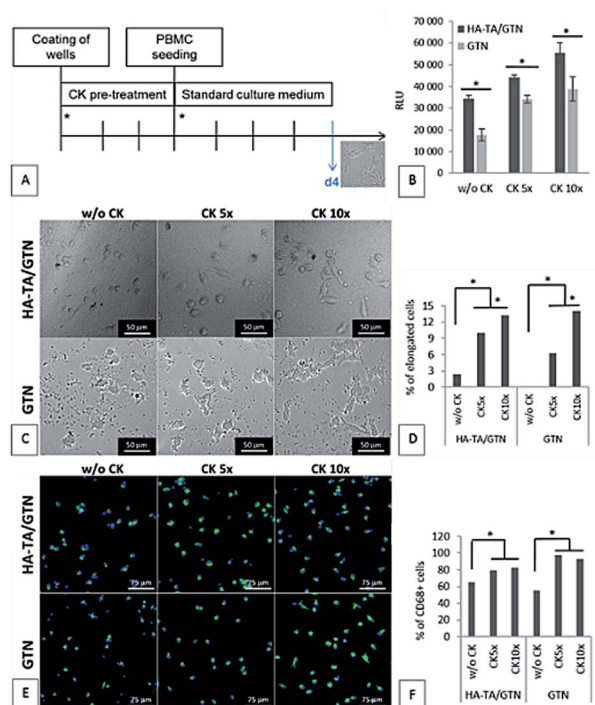 Coating of
wells
PBMC
seeding
CK pre-treatment
Standard culture medium
*
*
d4
A
70 000
60 000
50 000
40 000
30 000
20 000
10 000
0
RLU
HA-TA/GTN
GTN
*
*
*
w/o CK
CK 5x
CK 10x
B
w/o CK
CK 5x
CK 10x
HA-TA/GTN
50 µm
50 µm
50 µm
GTN
50 µm
50 µm
50 µm
C
15
12
9
6
3
0
% of elongated cells
*
*
*
*
w/o CK
CK5x
CK10x
w/o CK
CK5x
CK10x
HA-TA/GTN
GTN
D
w/o CK
CK 5x
CK 10x
HA-TA/GTN
75 µm
75 µm
75 µm
GTN
75 µm
75 µm
75 µm
E
120
100
80
60
40
20
0
% of CD68+ cells
*
*
w/o CK
CK5x
CK10x
w/o CK
CK5x
CK10x
HA-TA/GTN
GTN
F